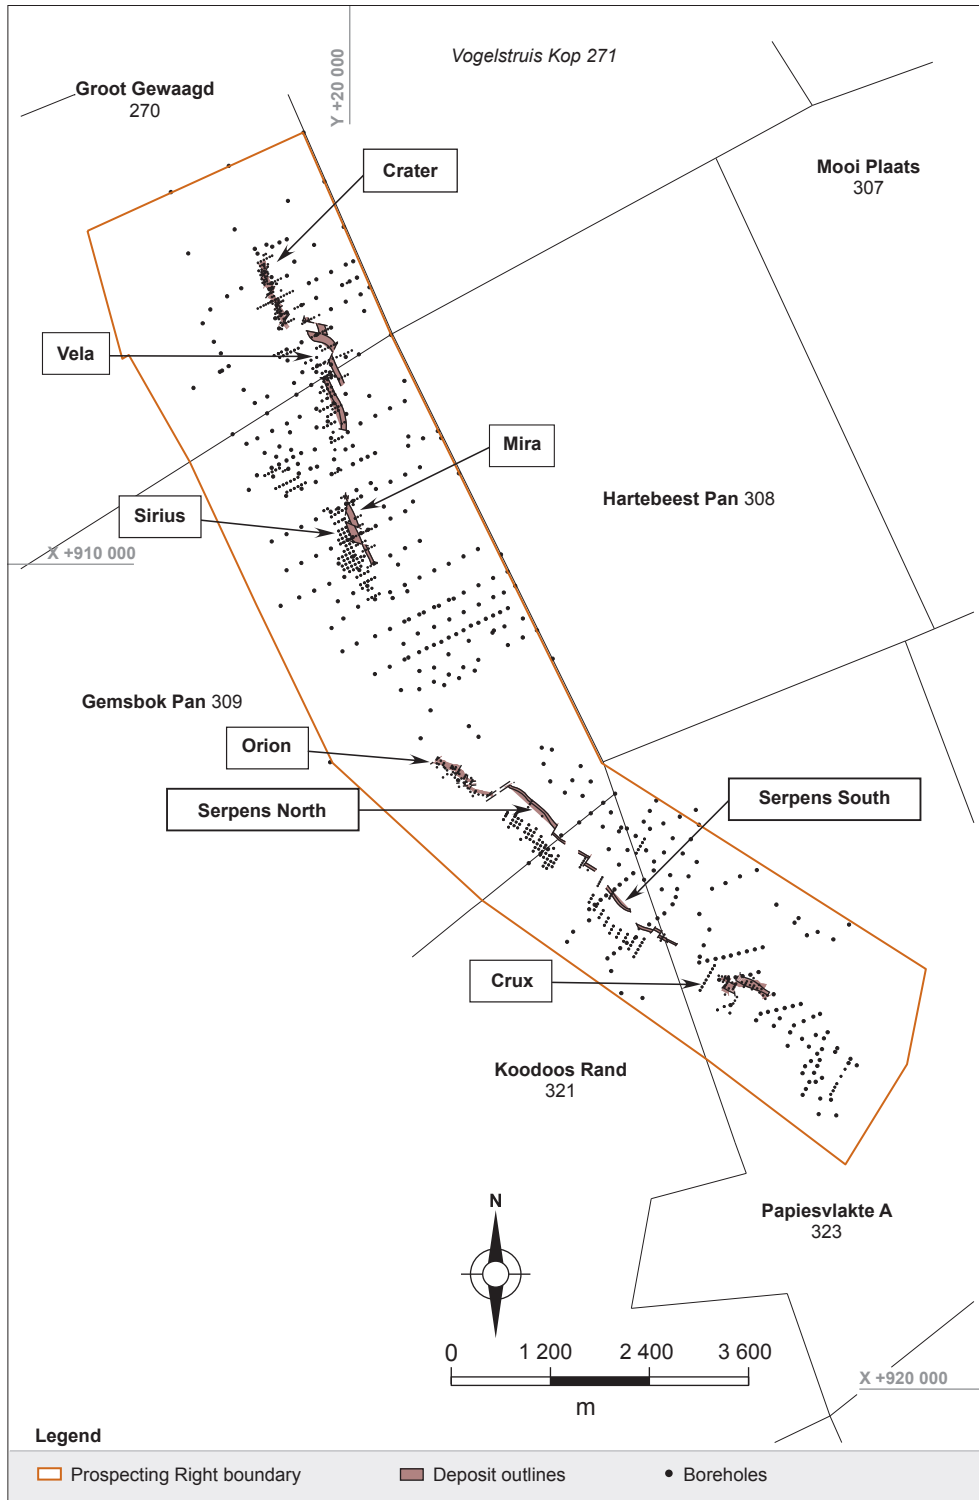 Vogelstruis Kop 271
Groot Gewaagd
270
Y +20 000
Crater
Mooi Plaats
307
Vela
Mira
Hartebeest Pan 308
Sirius
X +910 000
Gemsbok Pan 309
Orion
Serpens North
Serpens South
Crux
Koodoos Rand
321
Papiesvlakte A
323
N
0 1 200 2 400 3 600
m
X +920 000
Legend
Prospecting Right boundary Deposit outlines Boreholes